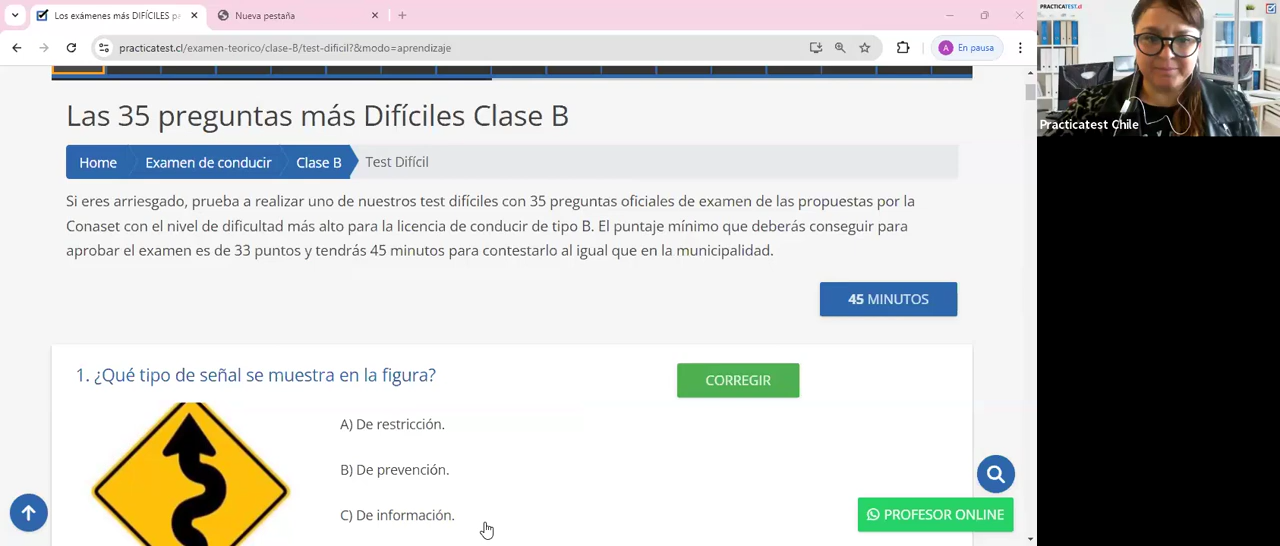 Los exámenes más DIFÍCILES pa
Nueva pestaña
practicatest.cl/examen-teorico/clase-B/test-dificil?&modo=aprendizaje
A
En pausa
PRACTICATEST.cl
Practicatest Chile
Las 35 preguntas más Difíciles Clase B
Home
Examen de conducir
Clase B
Test Difícil
Si eres arriesgado, prueba a realizar uno de nuestros test difíciles con 35 preguntas oficiales de examen de las propuestas por la
Conaset con el nivel de dificultad más alto para la licencia de conducir de tipo B. El puntaje mínimo que deberás conseguir para
aprobar el examen es de 33 puntos y tendrás 45 minutos para contestarlo al igual que en la municipalidad.
45 MINUTOS
1. ¿Qué tipo de señal se muestra en la figura?
CORREGIR
A) De restricción.
B) De prevención.
C) De información.
PROFESOR ONLINE